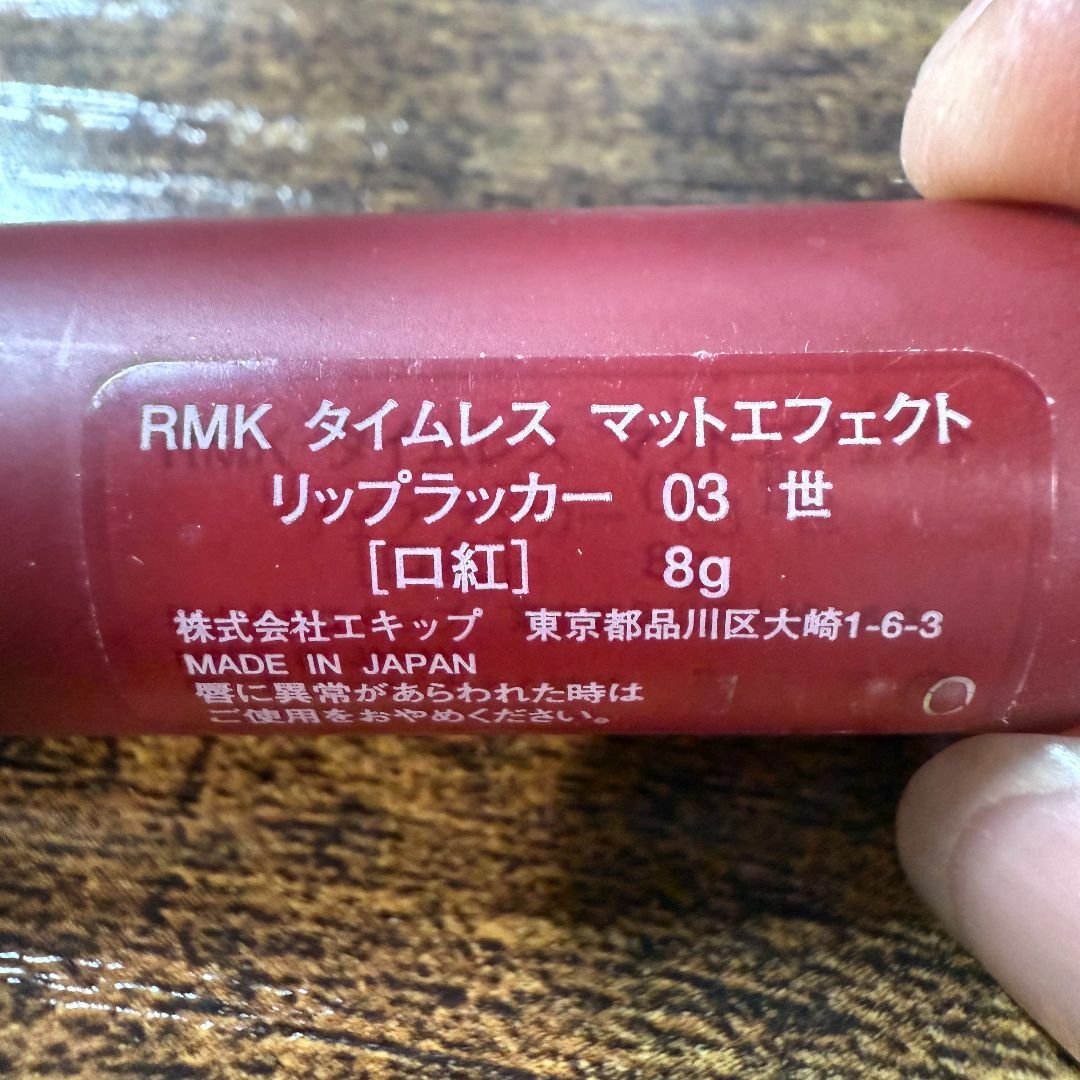 RMK タイムレス マットエフェクト
リップラッカー 03 世
[口紅] 8g
株式会社エキップ 東京都品川区大崎1-6-3
MADE IN JAPAN
唇に異常があらわれた時は
ご使用をおやめください。